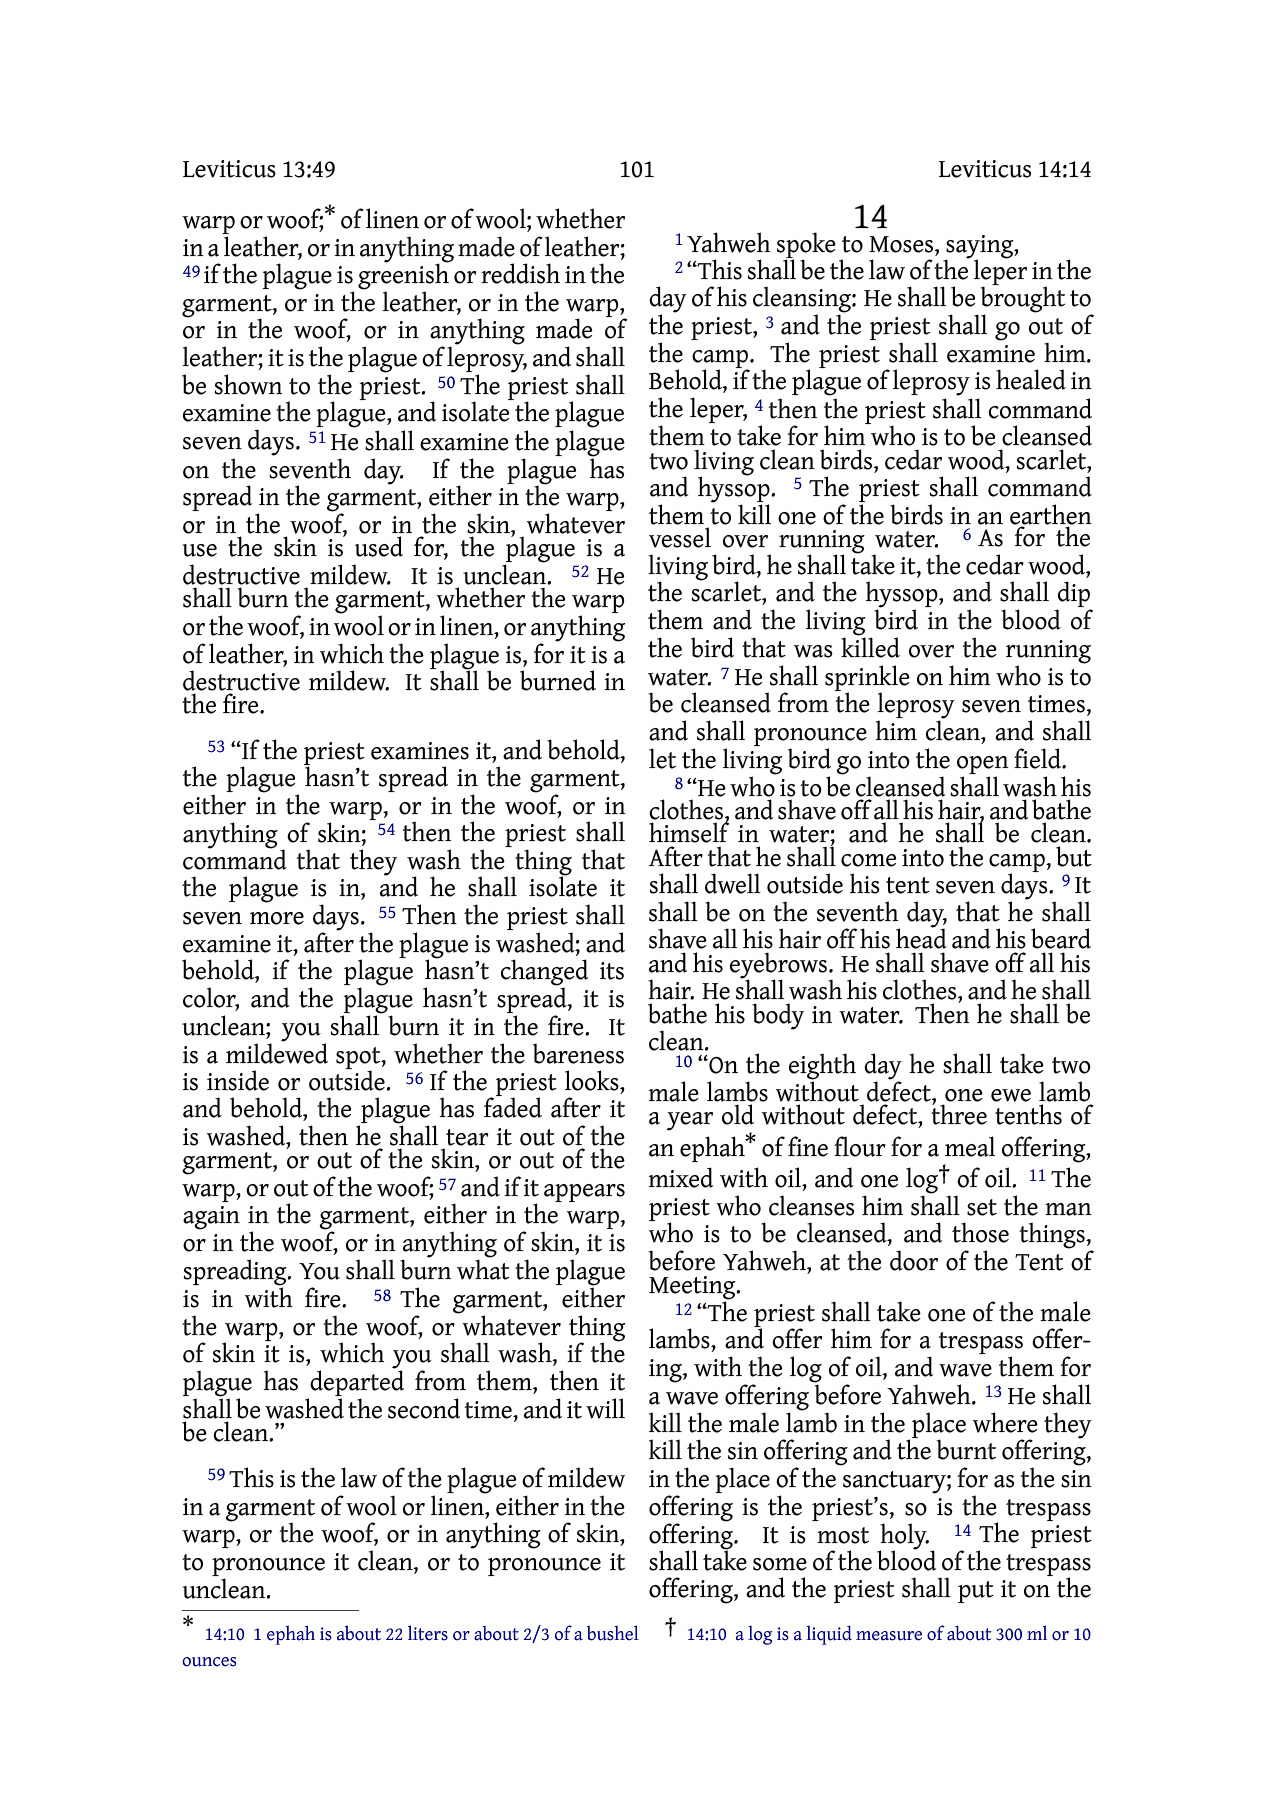 Leviticus 13:49 101 Leviticus 14:14
warp or woof;* of linen or of wool; whether
in a leather, or in anything made of leather;
49 if the plague is greenish or reddish in the
garment, or in the leather, or in the warp,
or in the woof, or in anything made of
leather; it is the plague of leprosy, and shall
be shown to the priest. 50 The priest shall
examine the plague, and isolate the plague
seven days. 51 He shall examine the plague
on the seventh day. If the plague has
spread in the garment, either in the warp,
or in the woof, or in the skin, whatever
use the skin is used for, the plague is a
destructive mildew. It is unclean. 52 He
shall burn the garment, whether the warp
or the woof, in wool or in linen, or anything
of leather, in which the plague is, for it is a
destructive mildew. It shall be burned in
the fire.
53 “If the priest examines it, and behold,
the plague hasn’t spread in the garment,
either in the warp, or in the woof, or in
anything of skin; 54 then the priest shall
command that they wash the thing that
the plague is in, and he shall isolate it
seven more days. 55 Then the priest shall
examine it, after the plague is washed; and
behold, if the plague hasn’t changed its
color, and the plague hasn’t spread, it is
unclean; you shall burn it in the fire. It
is a mildewed spot, whether the bareness
is inside or outside. 56 If the priest looks,
and behold, the plague has faded after it
is washed, then he shall tear it out of the
garment, or out of the skin, or out of the
warp, or out of the woof; 57 and if it appears
again in the garment, either in the warp,
or in the woof, or in anything of skin, it is
spreading. You shall burn what the plague
is in with fire. 58 The garment, either
the warp, or the woof, or whatever thing
of skin it is, which you shall wash, if the
plague has departed from them, then it
shall be washed the second time, and it will
be clean.”
59 This is the law of the plague of mildew
in a garment of wool or linen, either in the
warp, or the woof, or in anything of skin,
to pronounce it clean, or to pronounce it
unclean.
14
1 Yahweh spoke to Moses, saying,
2 “This shall be the law of the leper in the
day of his cleansing: He shall be brought to
the priest, 3 and the priest shall go out of
the camp. The priest shall examine him.
Behold, if the plague of leprosy is healed in
the leper, 4 then the priest shall command
them to take for him who is to be cleansed
two living clean birds, cedar wood, scarlet,
and hyssop. 5 The priest shall command
them to kill one of the birds in an earthen
vessel over running water. 6 As for the
living bird, he shall take it, the cedar wood,
the scarlet, and the hyssop, and shall dip
them and the living bird in the blood of
the bird that was killed over the running
water. 7 He shall sprinkle on him who is to
be cleansed from the leprosy seven times,
and shall pronounce him clean, and shall
let the living bird go into the open field.
8 “He who is to be cleansed shall wash his
clothes, and shave off all his hair, and bathe
himself in water; and he shall be clean.
After that he shall come into the camp, but
shall dwell outside his tent seven days. 9 It
shall be on the seventh day, that he shall
shave all his hair off his head and his beard
and his eyebrows. He shall shave off all his
hair. He shall wash his clothes, and he shall
bathe his body in water. Then he shall be
clean.
10 “On the eighth day he shall take two
male lambs without defect, one ewe lamb
a year old without defect, three tenths of
an ephah* of fine flour for a meal offering,
mixed with oil, and one log† of oil. 11 The
priest who cleanses him shall set the man
who is to be cleansed, and those things,
before Yahweh, at the door of the Tent of
Meeting.
12 “The priest shall take one of the male
lambs, and offer him for a trespass offer-
ing, with the log of oil, and wave them for
a wave offering before Yahweh. 13 He shall
kill the male lamb in the place where they
kill the sin offering and the burnt offering,
in the place of the sanctuary; for as the sin
offering is the priest’s, so is the trespass
offering. It is most holy. 14 The priest
shall take some of the blood of the trespass
offering, and the priest shall put it on the
* 14:10 1 ephah is about 22 liters or about 2/3 of a bushel † 14:10 a log is a liquid measure of about 300 ml or 10
ounces